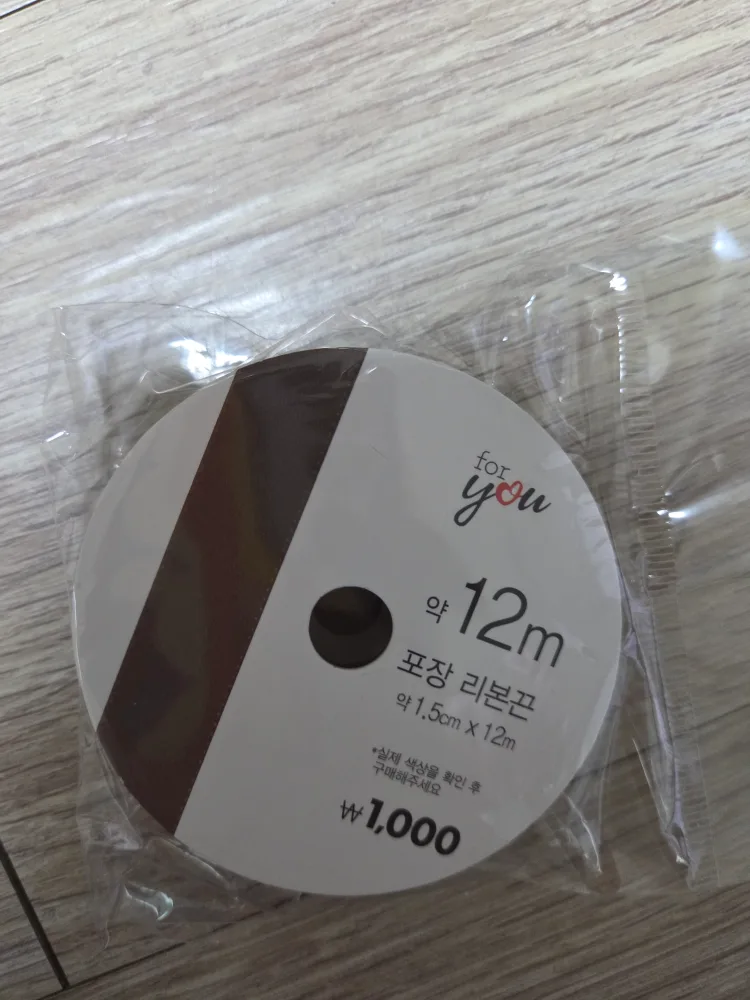 for
you
약 12m
포장 리본끈
약 1.5cm x 12m
*실제 색상을 확인 후
구매해주세요
₩1,000